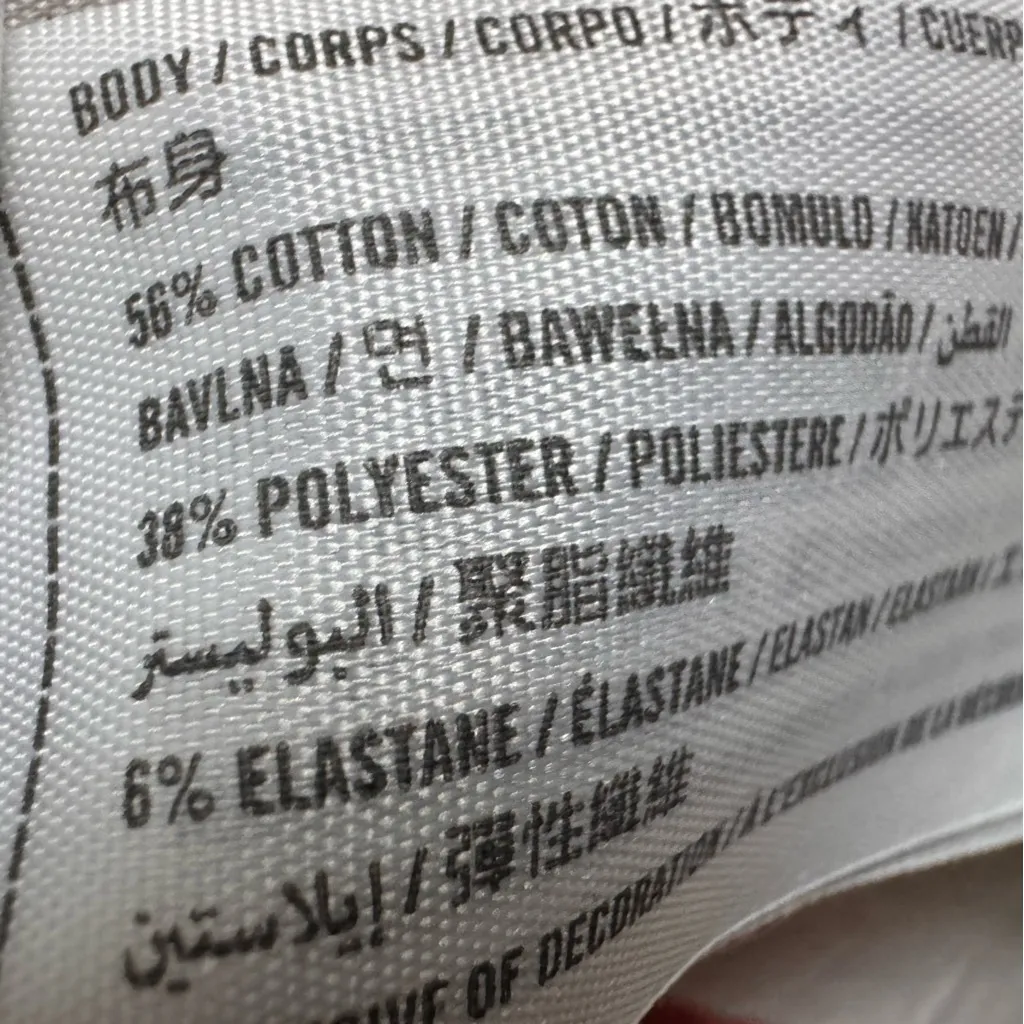 BODY / CORPS / CORPO / ボディ / CUERP
布身
56% COTTON / COTON / BOMULD / KATOEN /
BAVLNA / 면 / BAWEŁNA / ALGODÃO / القطن
38% POLYESTER / POLIESTERE / ポリエステ
البوليستر / 聚脂纖維
6% ELASTANE / ÉLASTANE / ELASTAN / ELASTAN / エ
إيلاستين / 彈性纖維
OF DECORATION / À L'EXCLUSION DE LA